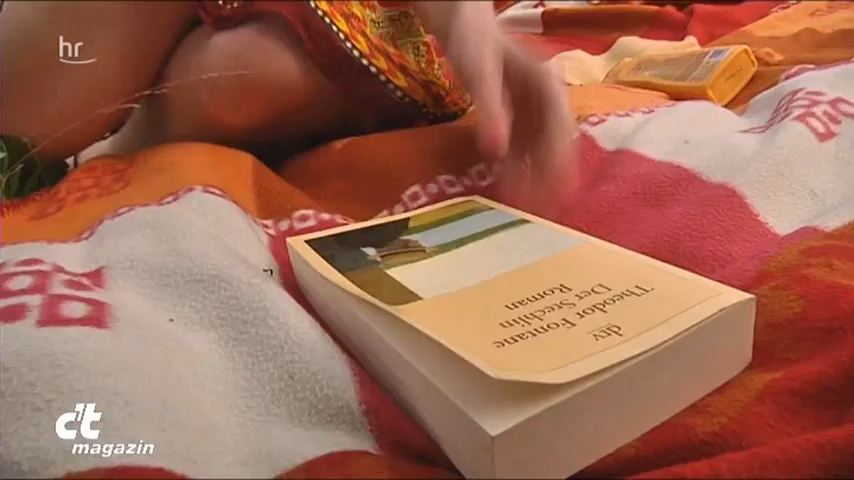 hr
Theodor Fontane
Der Stechlin
Roman
dtv
c't
magazin